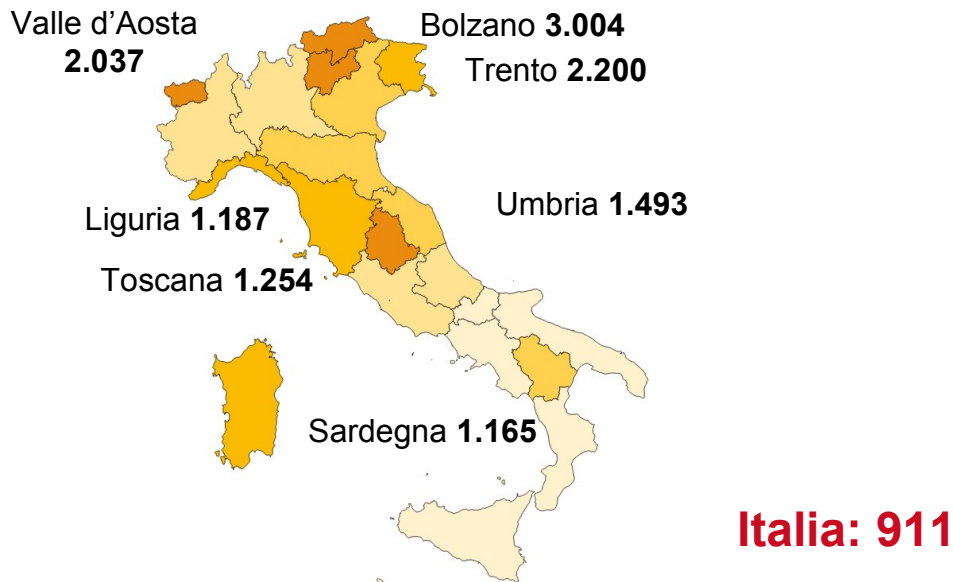 Valle d’Aosta
2.037
Bolzano 3.004
Trento 2.200
Umbria 1.493
Liguria 1.187
Toscana 1.254
Sardegna 1.165
Italia: 911